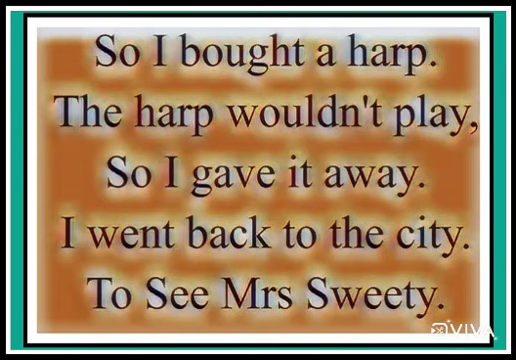 So I bought a harp.
The harp wouldn't play,
So I gave it away.
I went back to the city.
To See Mrs Sweety.
VIVA